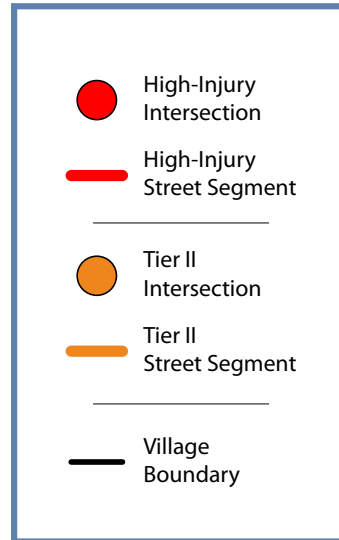 High-Injury
Intersection
High-Injury
Street Segment
Tier II
Intersection
Tier II
Street Segment
Village
Boundary